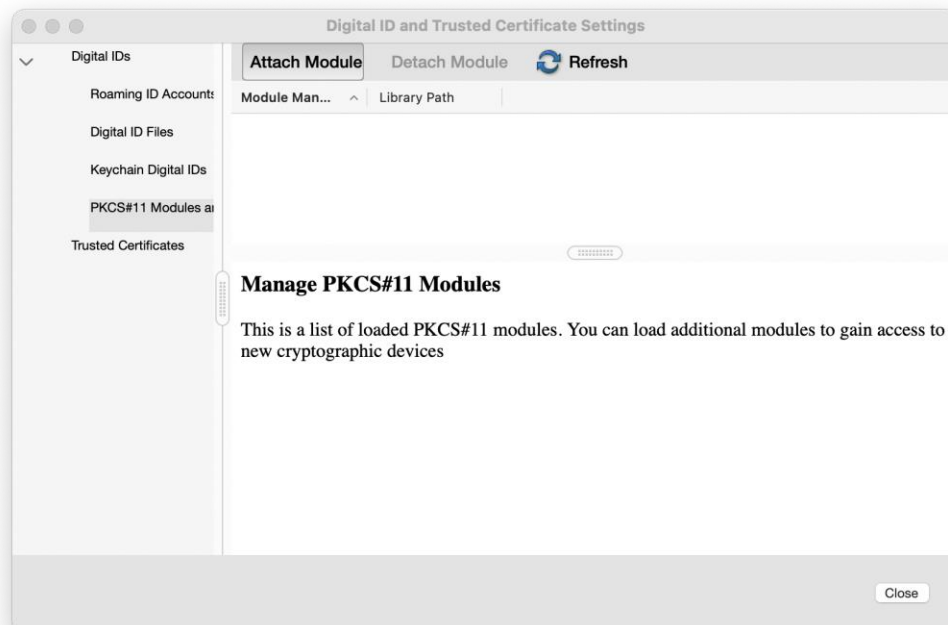 Digital ID and Trusted Certificate Settings
Digital IDs
Roaming ID Accounts
Digital ID Files
Keychain Digital IDs
PKCS#11 Modules a
Trusted Certificates
Attach Module Detach Module Refresh
Module Man... Library Path
Manage PKCS#11 Modules
This is a list of loaded PKCS#11 modules. You can load additional modules to gain access to
new cryptographic devices
Close